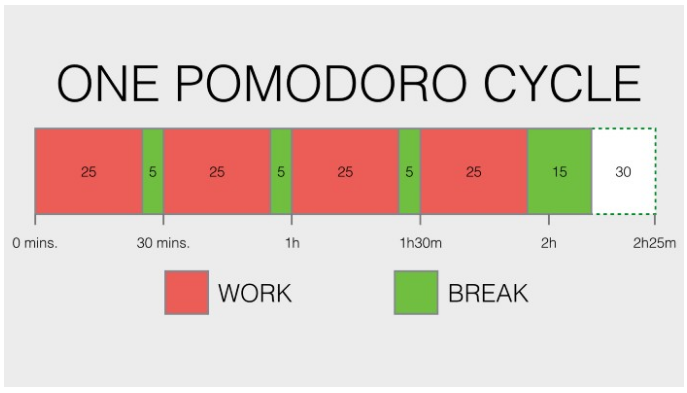 ONE POMODORO CYCLE
25 5 25 5 25 5 25 15 30
0 mins. 30 mins. 1h 1h30m 2h 2h25m
WORK BREAK